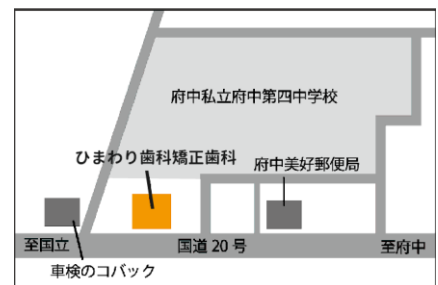 府中私立府中第四中学校
ひまわり歯科矯正歯科
府中美好郵便局
至国立
国道20号
至府中
車検のコバック